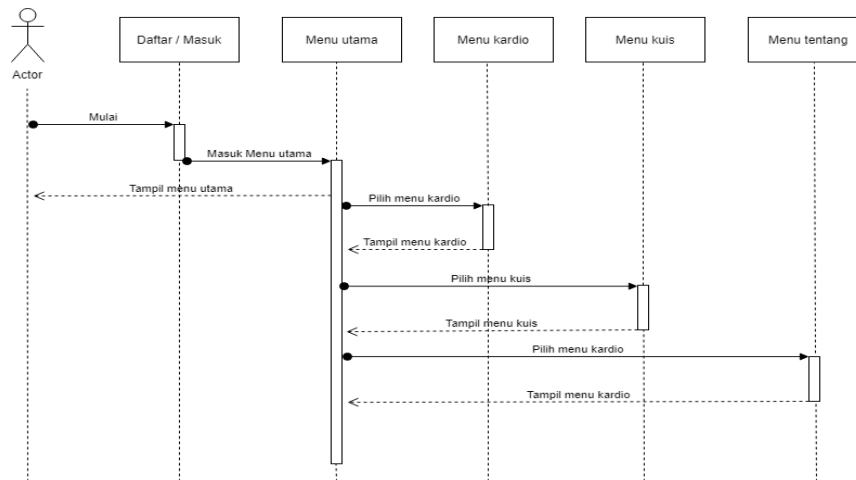 Daftar / Masuk
Menu utama
Menu kardio
Menu kuis
Menu tentang
Actor
Mulai
Masuk Menu utama
Tampil menu utama
Pilih menu kardio
Tampil menu kardio
Pilih menu kuis
Tampil menu kuis
Pilih menu kardio
Tampil menu kardio